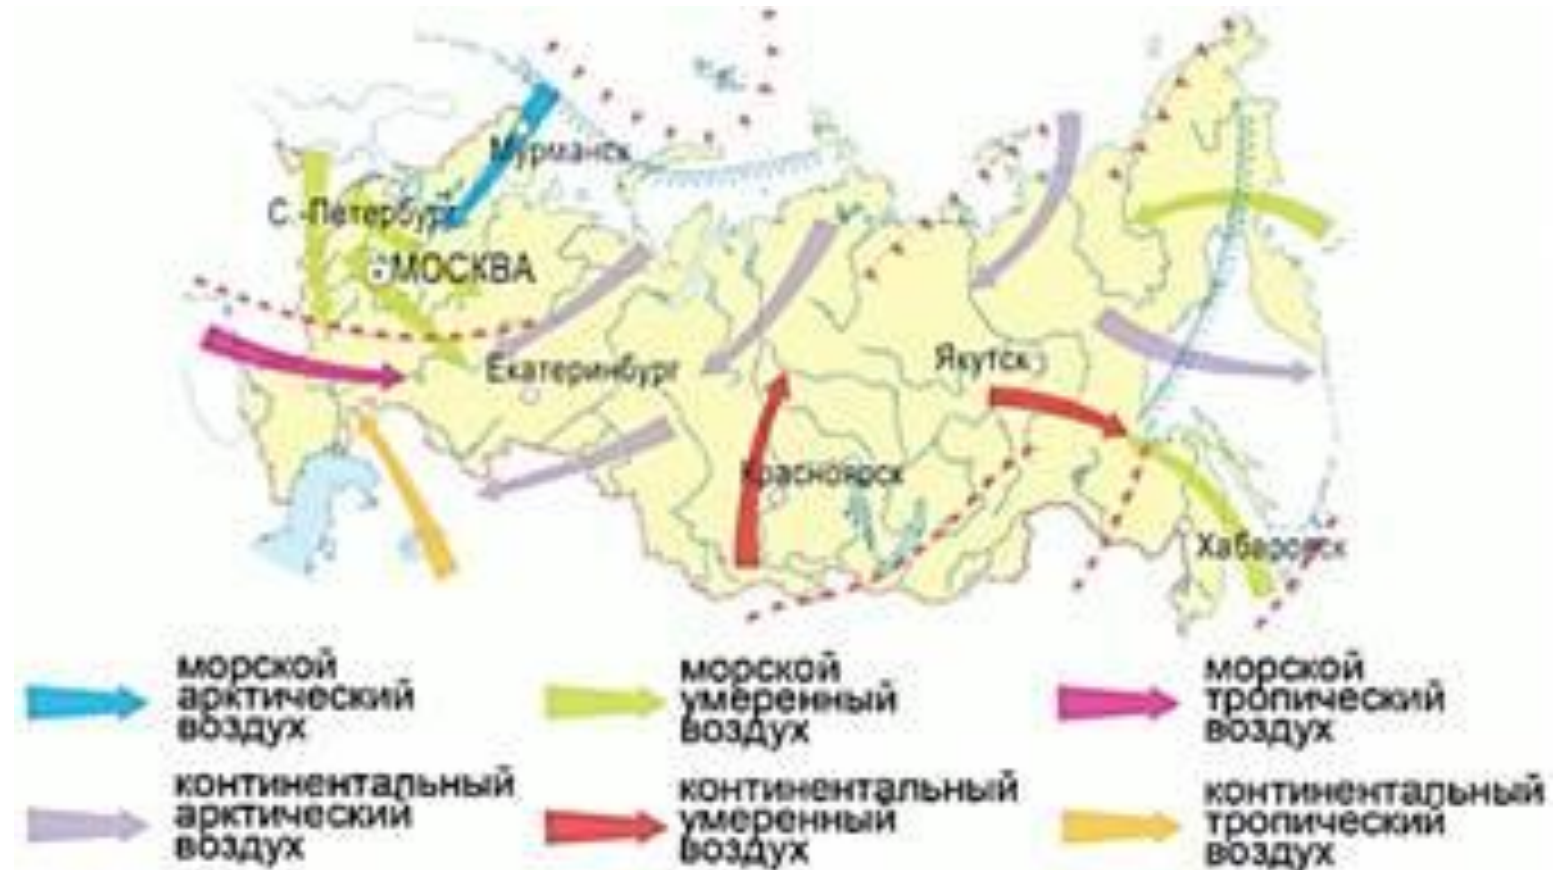 Мурманск
С.-Петербург
МОСКВА
Екатеринбург
Якутск
Красноярск
Хабаровск
морской
арктический
воздух
морской
умеренный
воздух
морской
тропический
воздух
континентальный
арктический
воздух
континентальный
умеренный
воздух
континентальный
тропический
воздух